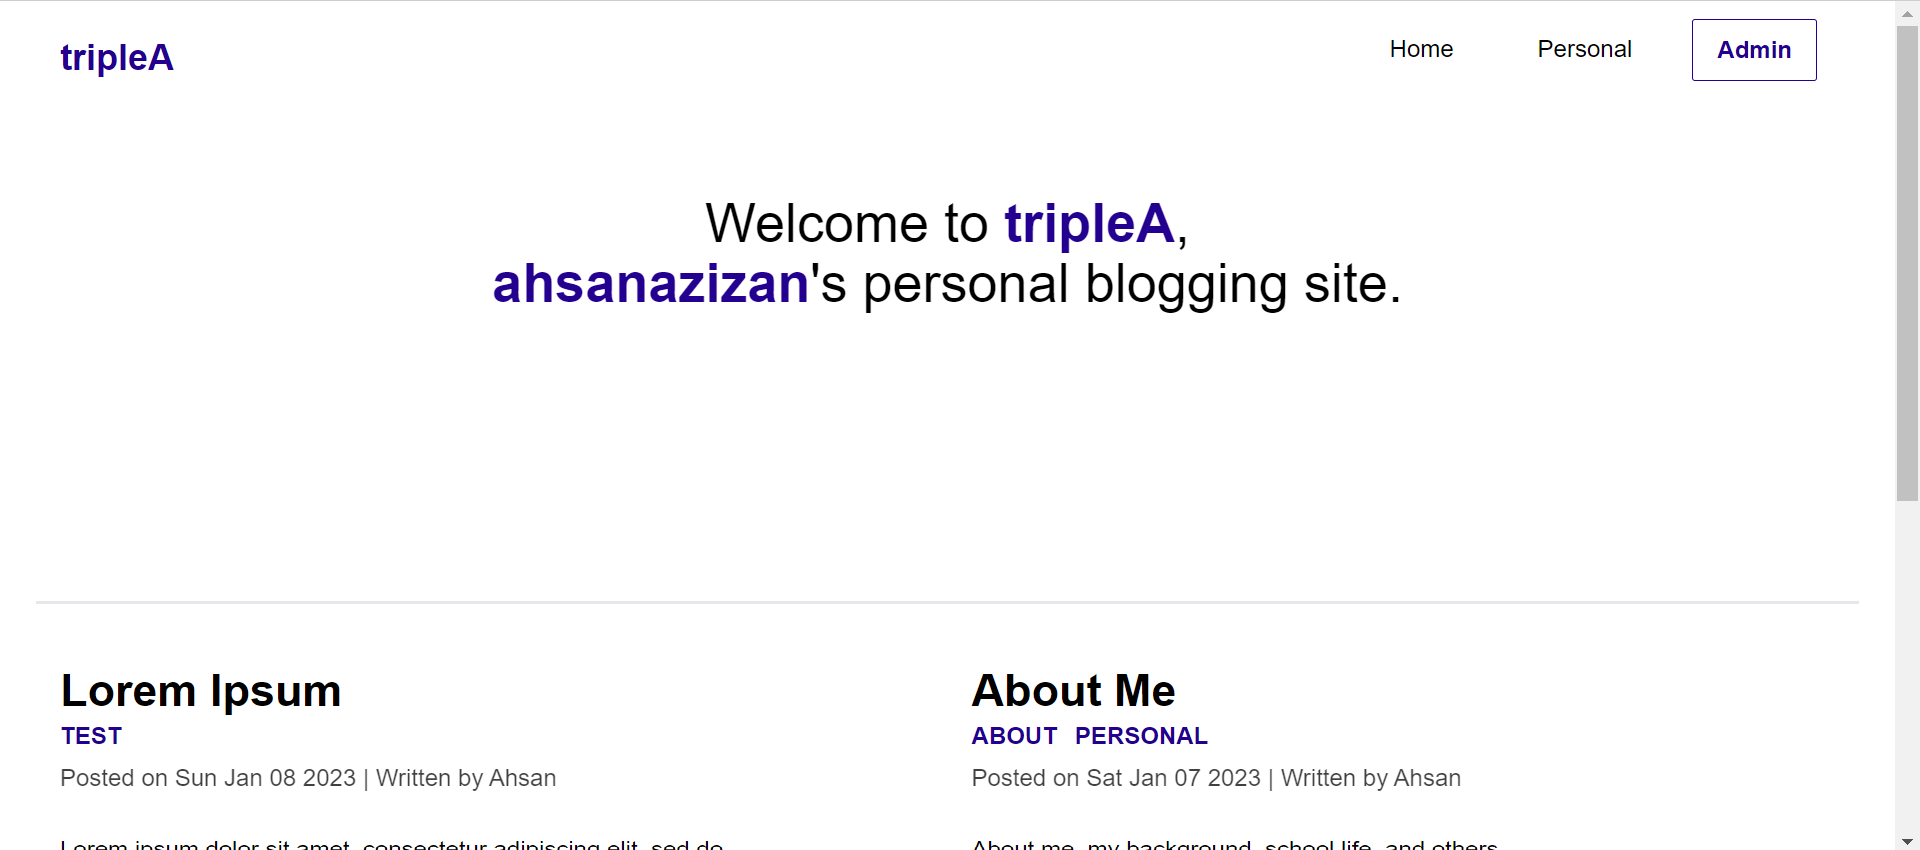 tripleA
Home Personal Admin
Welcome to tripleA,
ahsanazizan's personal blogging site.
Lorem Ipsum
TEST
Posted on Sun Jan 08 2023 | Written by Ahsan
Lorem ipsum dolor sit amet, consectetur adipiscing elit, sed do
About Me
ABOUT PERSONAL
Posted on Sat Jan 07 2023 | Written by Ahsan
About me, my background, school life, and others